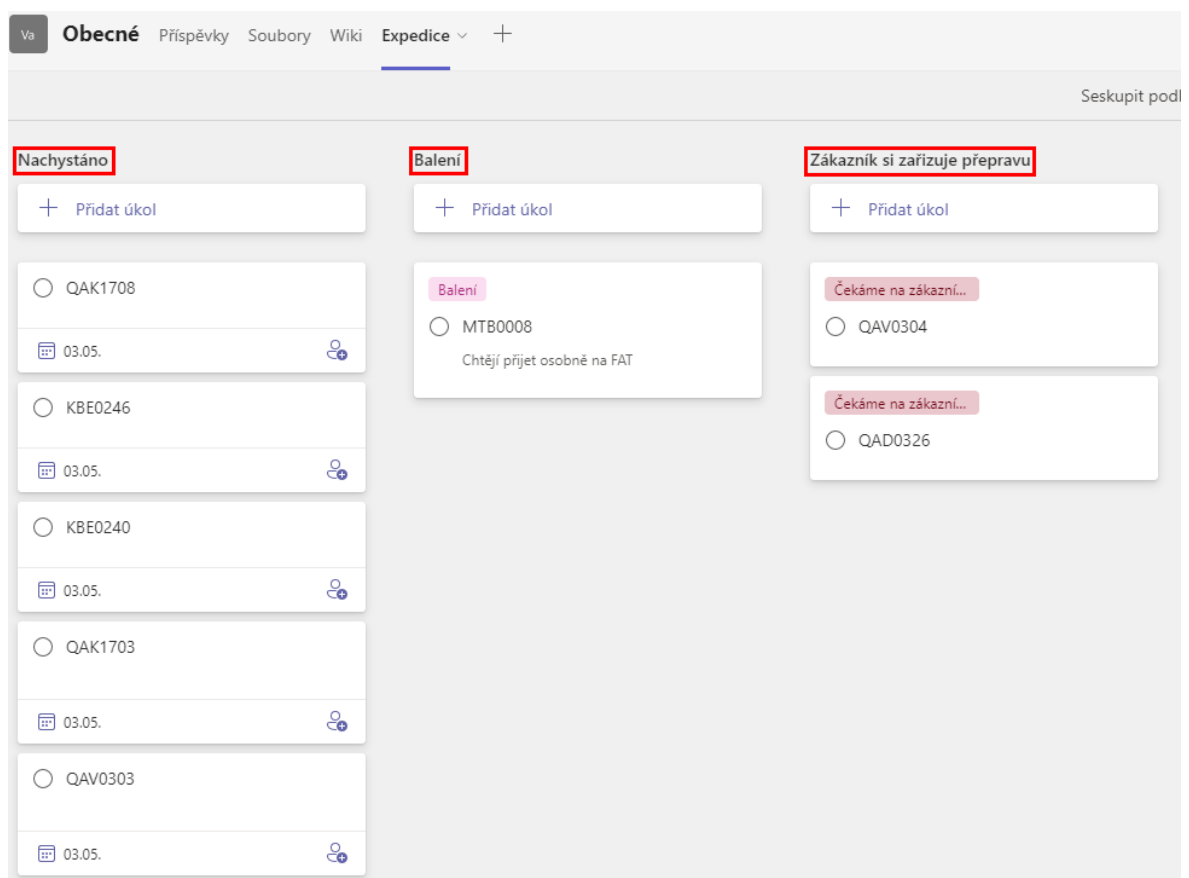 Va Obecné Příspěvky Soubory Wiki Expedice
Seskupit podl
Nachystáno
Přidat úkol
QAK1708
03.05.
KBE0246
03.05.
KBE0240
03.05.
QAK1703
03.05.
QAV0303
03.05.
Balení
Přidat úkol
Balení
MTB0008
Chtějí přijet osobně na FAT
Zákazník si zařizuje přepravu
Přidat úkol
Čekáme na zákazní...
QAV0304
Čekáme na zákazní...
QAD0326